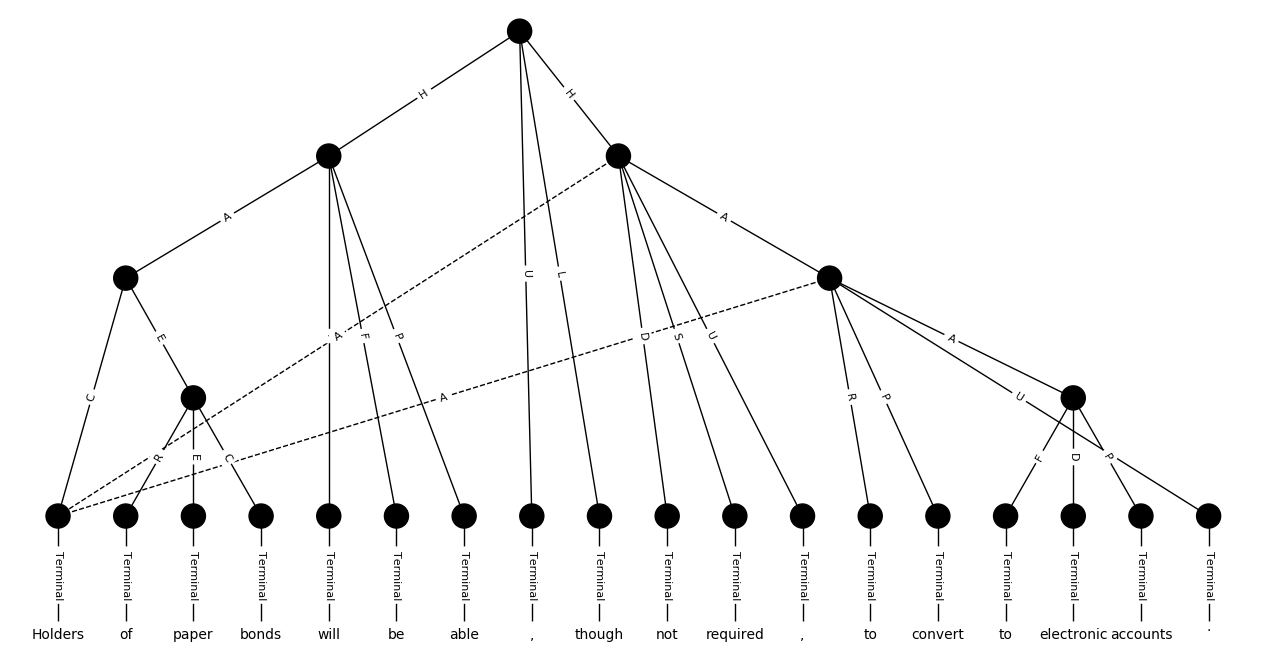 H H
A A
U L
E A F P D S U A
C A R P U
R E C F D P
Terminal Terminal Terminal Terminal Terminal Terminal Terminal Terminal Terminal Terminal Terminal Terminal Terminal Terminal Terminal Terminal Terminal Terminal
Holders of paper bonds will be able , though not required , to convert to electronic accounts .